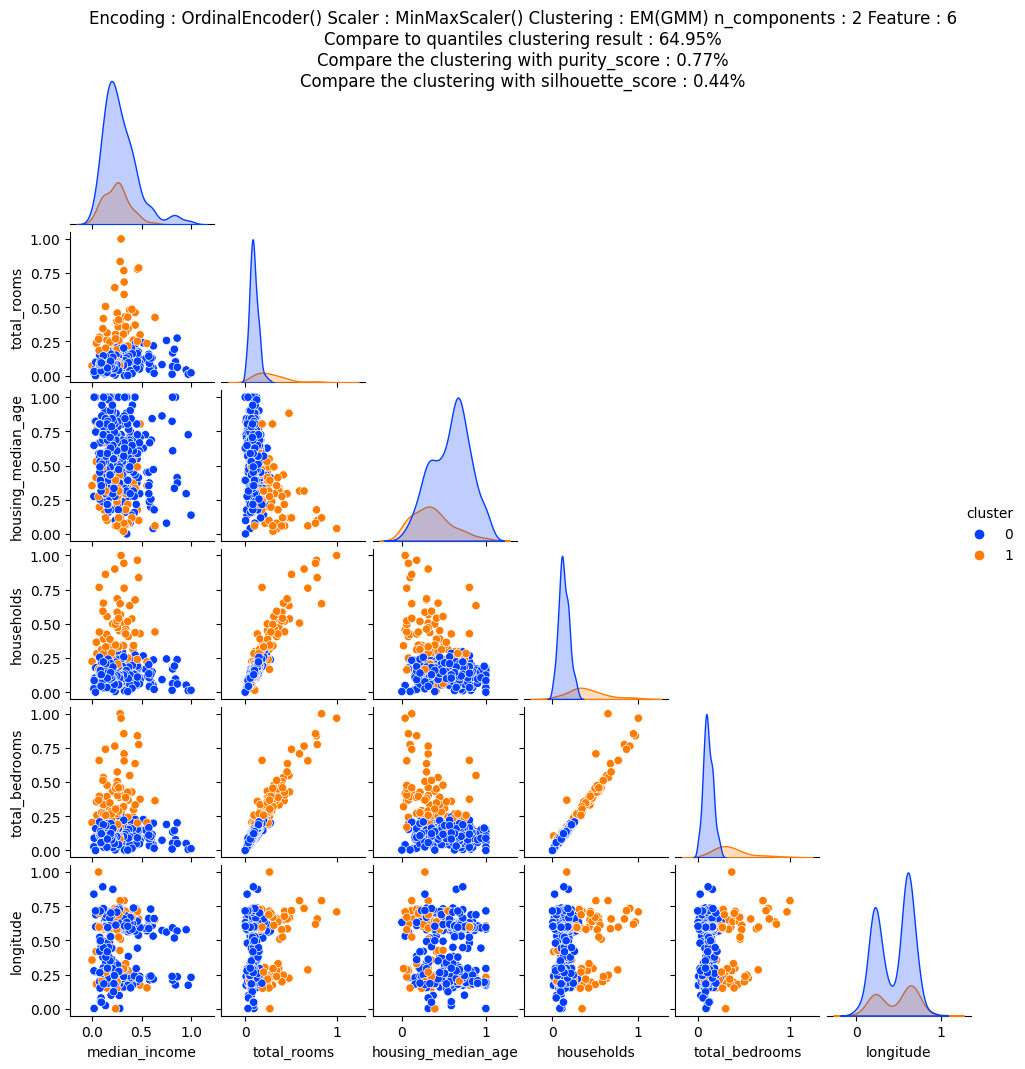 Encoding : OrdinalEncoder() Scaler : MinMaxScaler() Clustering : EM(GMM) n_components : 2 Feature : 6
Compare to quantiles clustering result : 64.95%
Compare the clustering with purity_score : 0.77%
Compare the clustering with silhouette_score : 0.44%
total_rooms
1.00
0.75
0.50
0.25
0.00
housing_median_age
1.00
0.75
0.50
0.25
0.00
cluster
0
1
households
1.00
0.75
0.50
0.25
0.00
total_bedrooms
1.00
0.75
0.50
0.25
0.00
longitude
1.00
0.75
0.50
0.25
0.00
0.0 0.5 1.0
0 1
0 1
0 1
0 1
0 1
median_income
total_rooms
housing_median_age
households
total_bedrooms
longitude